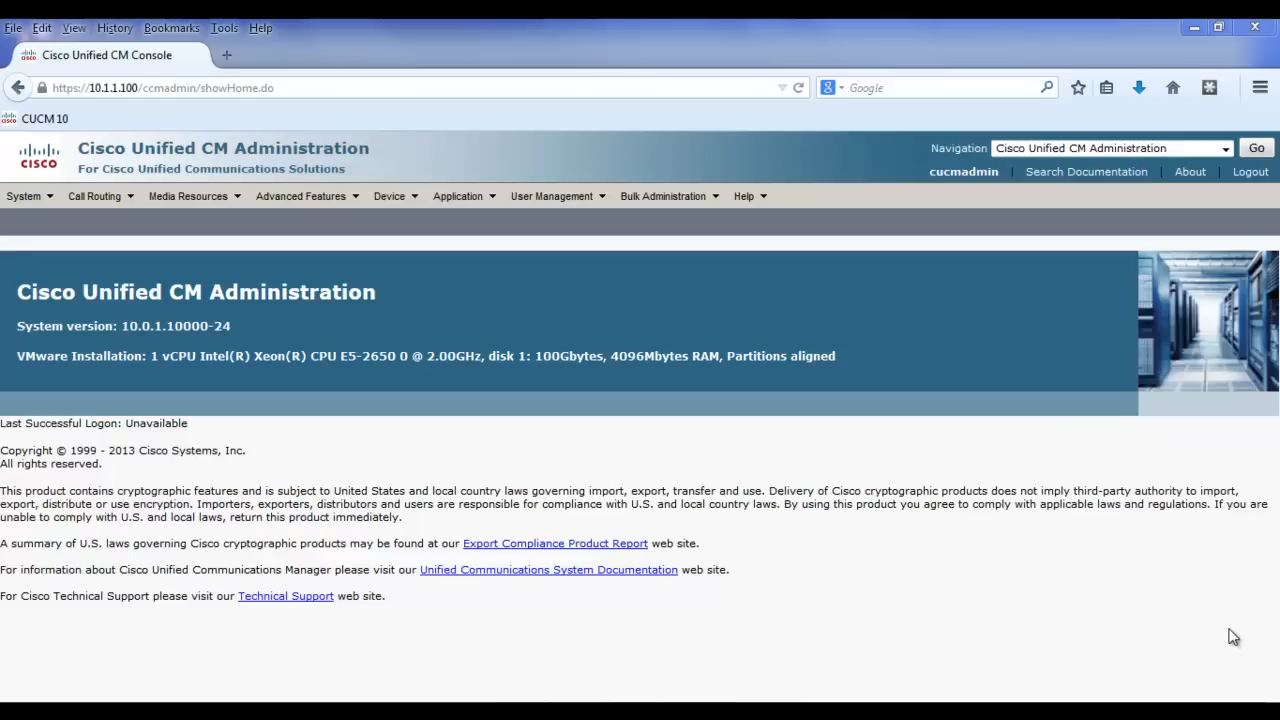 File Edit View History Bookmarks Tools Help
Cisco Unified CM Console
https://10.1.1.100/ccmadmin/showHome.do
Google
CUCM 10
CISCO
Cisco Unified CM Administration
For Cisco Unified Communications Solutions
Navigation Cisco Unified CM Administration Go
cucmadmin | Search Documentation | About | Logout
System Call Routing Media Resources Advanced Features Device Application User Management Bulk Administration Help
Cisco Unified CM Administration
System version: 10.0.1.10000-24
VMware Installation: 1 vCPU Intel(R) Xeon(R) CPU E5-2650 0 @ 2.00GHz, disk 1: 100Gbytes, 4096Mbytes RAM, Partitions aligned
Last Successful Logon: Unavailable
Copyright © 1999 - 2013 Cisco Systems, Inc.
All rights reserved.
This product contains cryptographic features and is subject to United States and local country laws governing import, export, transfer and use. Delivery of Cisco cryptographic products does not imply third-party authority to import,
export, distribute or use encryption. Importers, exporters, distributors and users are responsible for compliance with U.S. and local country laws. By using this product you agree to comply with applicable laws and regulations. If you are
unable to comply with U.S. and local laws, return this product immediately.
A summary of U.S. laws governing Cisco cryptographic products may be found at our Export Compliance Product Report web site.
For information about Cisco Unified Communications Manager please visit our Unified Communications System Documentation web site.
For Cisco Technical Support please visit our Technical Support web site.